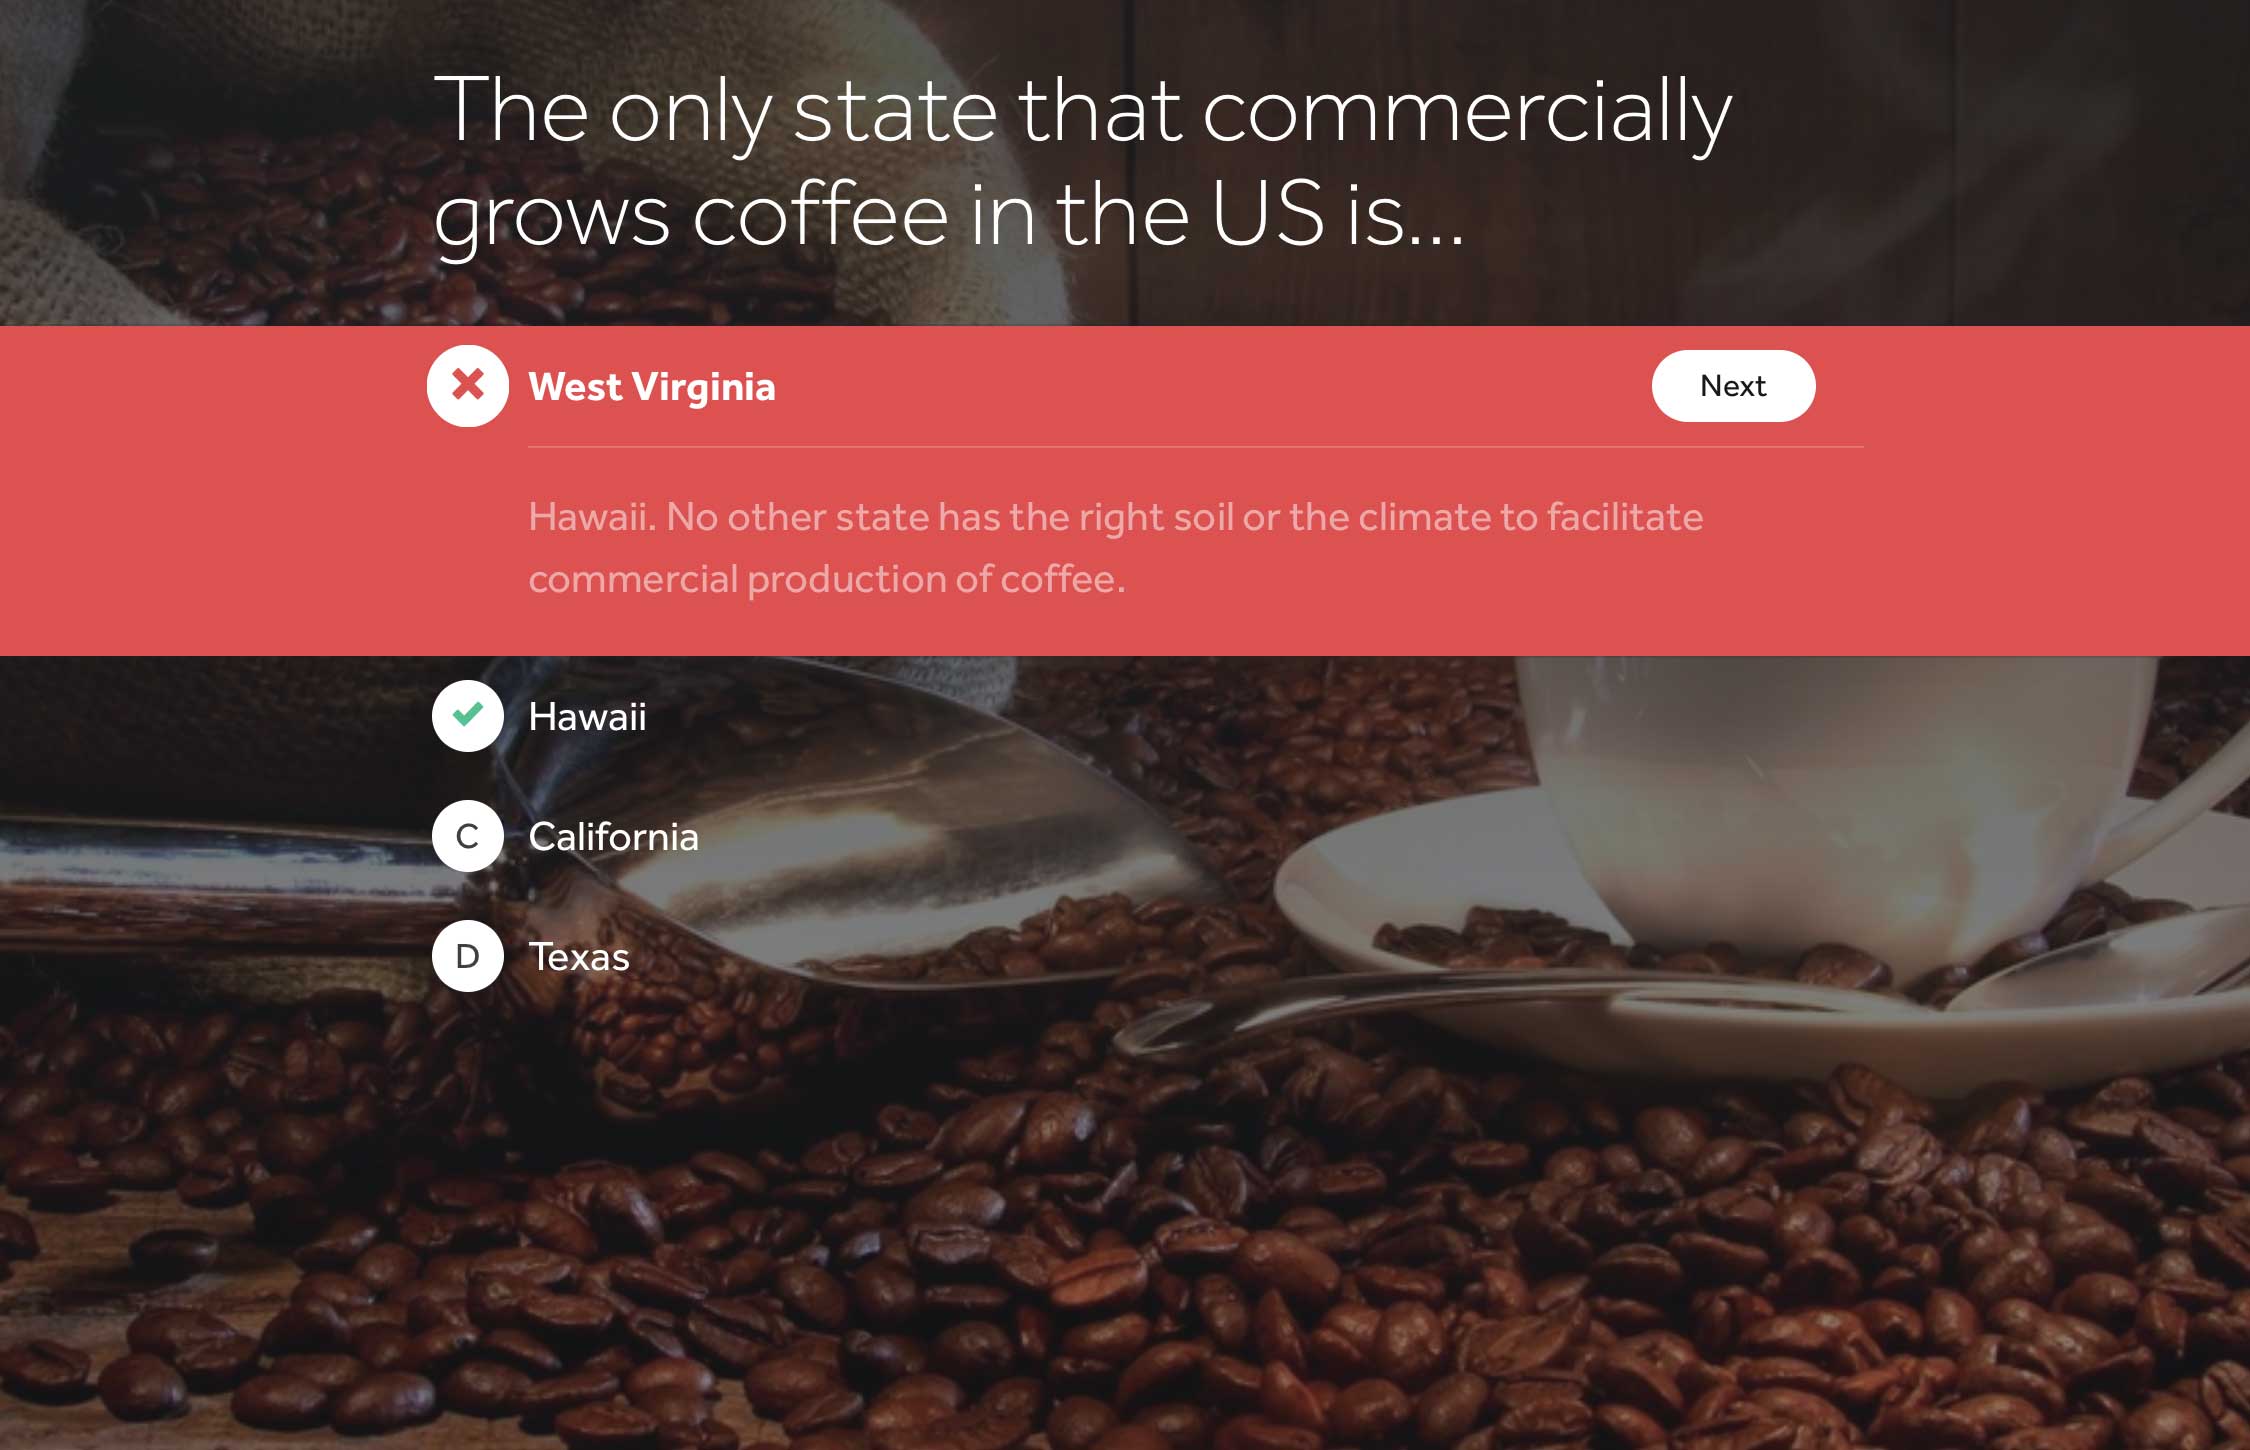 The only state that commercially
grows coffee in the US is...
West Virginia
Next
Hawaii. No other state has the right soil or the climate to facilitate
commercial production of coffee.
Hawaii
C California
D Texas